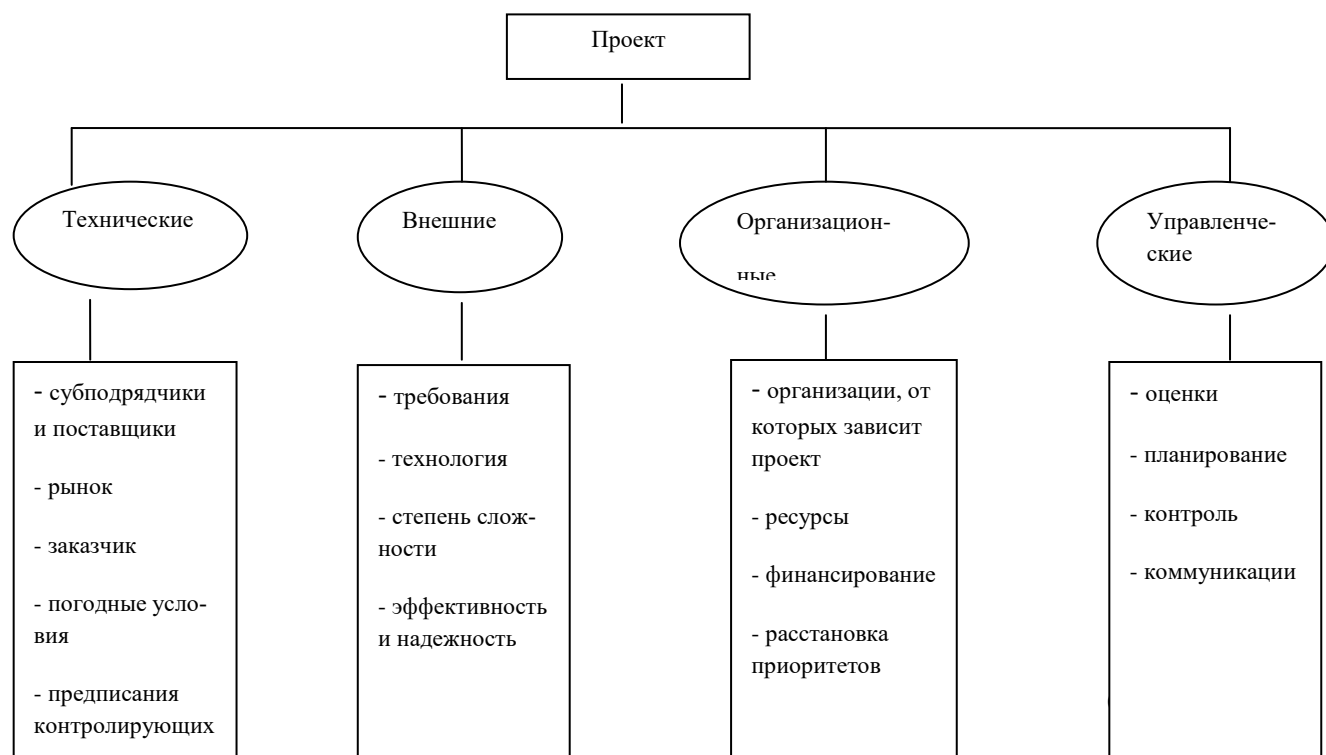 Проект
Технические
Внешние
Организацион-
ные
Управленче-
ские
- субподрядчики
и поставщики
- рынок
- заказчик
- погодные усло-
вия
- предписания
контролирующих
- требования
- технология
- степень слож-
ности
- эффективность
и надежность
- организации, от
которых зависит
проект
- ресурсы
- финансирование
- расстановка
приоритетов
- оценки
- планирование
- контроль
- коммуникации